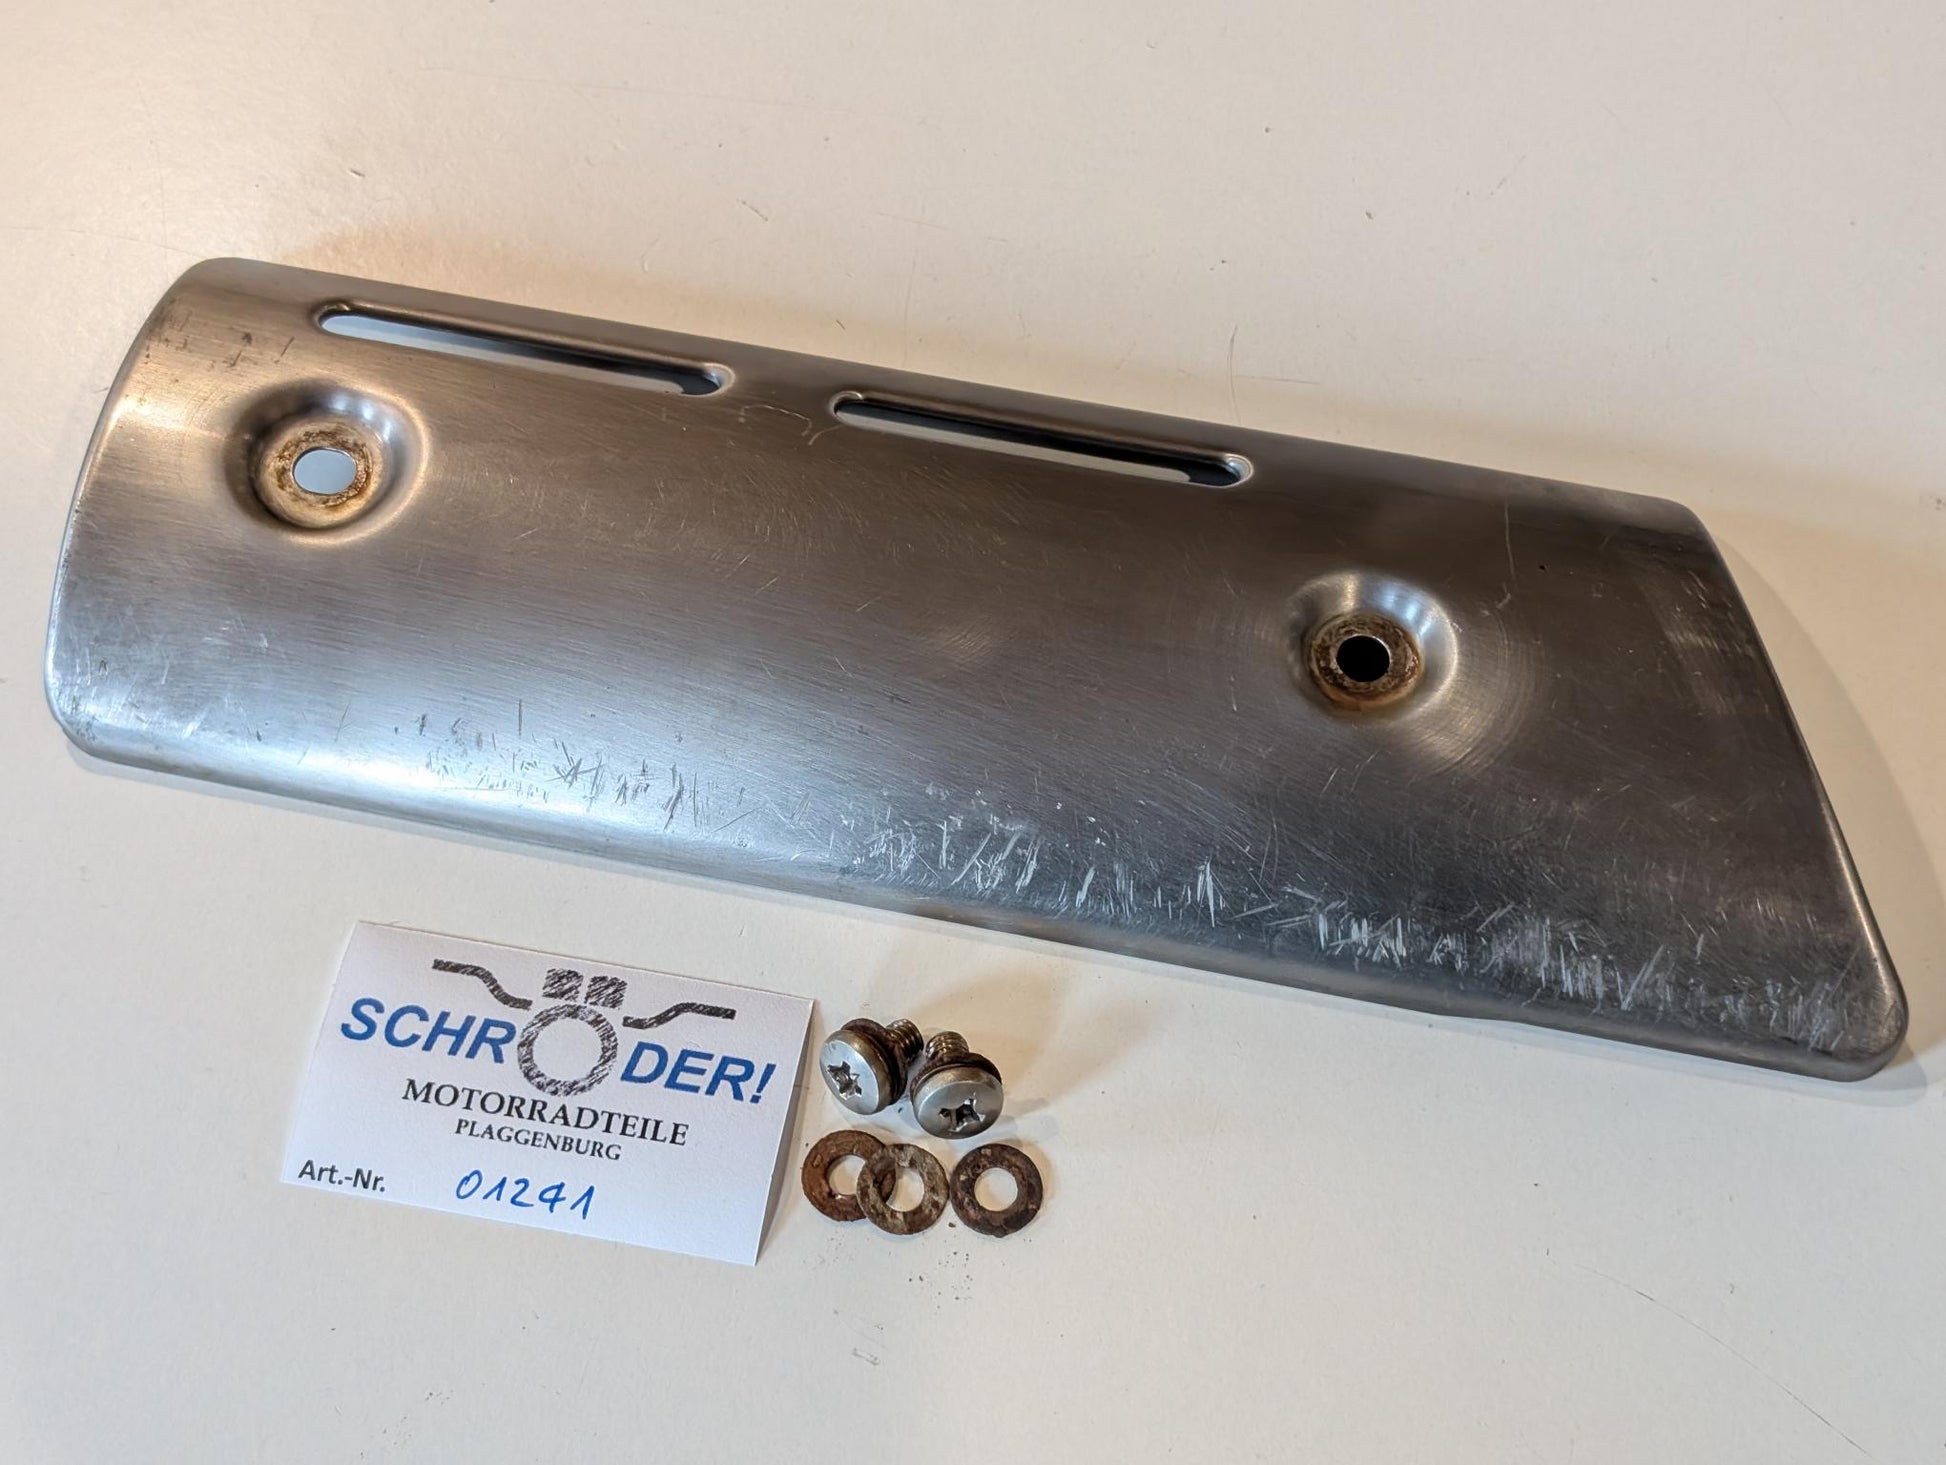 SCHRÖDER!
MOTORRADTEILE
PLAGGENBURG
Art.-Nr. 01241